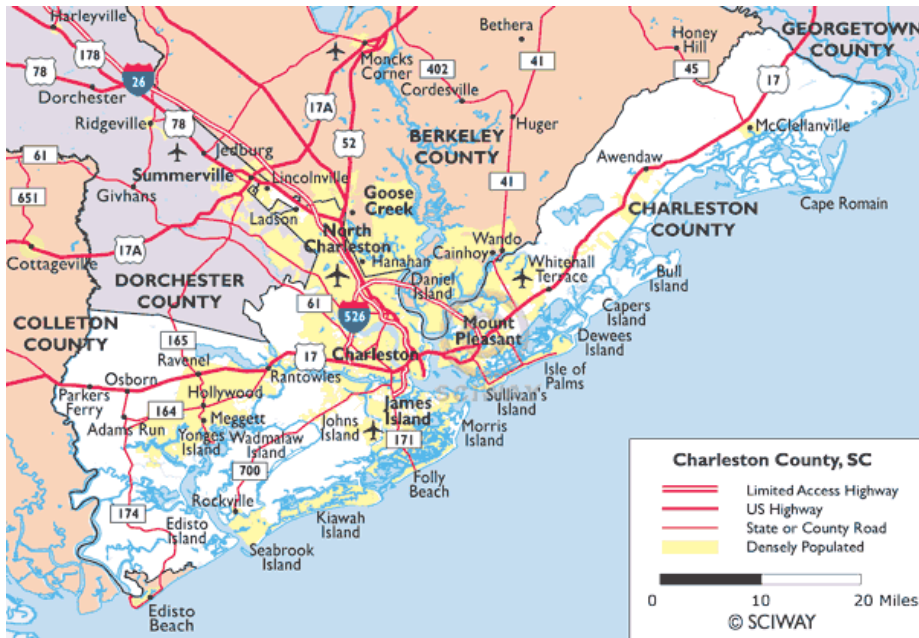 Harleyville
178
78
26
Dorchester
Ridgeville
78
61
651
Givhans
Jedburg
Summerville
Lincolnville
Ladson
17A
Cottageville
DORCHESTER
COUNTY
COLLETON
COUNTY
Moncks
Corner
17A
52
402
Cordesville
Bethera
41
Honey
Hill
45
GEORGETOWN
COUNTY
17
Huger
BERKELEY
COUNTY
41
Goose
Creek
North
Charleston
Hanahan
Wando
Cainhoy
Daniel
Island
Whitehall
Terrace
Awendaw
McClellanville
CHARLESTON
COUNTY
Cape Romain
Bull
Island
Capers
Island
Dewees
Island
Isle of
Palms
Sullivan's
Island
Mount
Pleasant
61
526
Charleston
17
Rantowles
165
Ravenel
Osborn
Parkers
Ferry
Hollywood
164
Adams Run
Meggett
Yonges
Island
Wadmalaw
Island
Johns
Island
James
Island
171
Morris
Island
Folly
Beach
700
Rockville
Kiawah
Island
Seabrook
Island
174
Edisto
Island
Edisto
Beach
SCIWAY
Charleston County, SC
Limited Access Highway
US Highway
State or County Road
Densely Populated
0 10 20 Miles
© SCIWAY